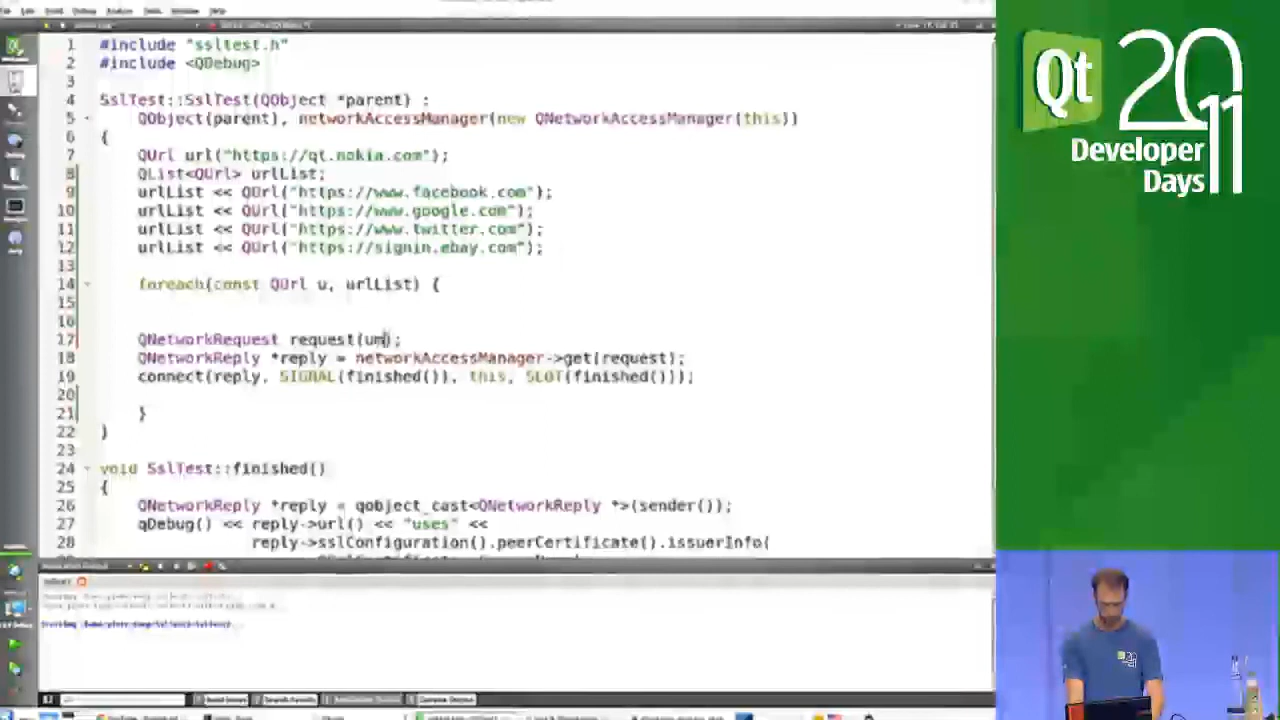 1 #include "ssltest.h"
2 #include <QDebug>
3
4 SslTest::SslTest(QObject *parent) :
5 QObject(parent), networkAccessManager(new QNetworkAccessManager(this))
6 {
7 QUrl url("https://qt.nokia.com");
8 QList<QUrl> urlList;
9 urlList << QUrl("https://www.facebook.com");
10 urlList << QUrl("https://www.google.com");
11 urlList << QUrl("https://www.twitter.com");
12 urlList << QUrl("https://signin.ebay.com");
13
14 foreach(const QUrl u, urlList) {
15
16
17 QNetworkRequest request(um);
18 QNetworkReply *reply = networkAccessManager->get(request);
19 connect(reply, SIGNAL(finished()), this, SLOT(finished()));
20
21 }
22 }
23
24 void SslTest::finished()
25 {
26 QNetworkReply *reply = qobject_cast<QNetworkReply *>(sender());
27 qDebug() << reply->url() << "uses" <<
28 reply->sslConfiguration().peerCertificate().issuerInfo(
Qt 2011
Developer
Days